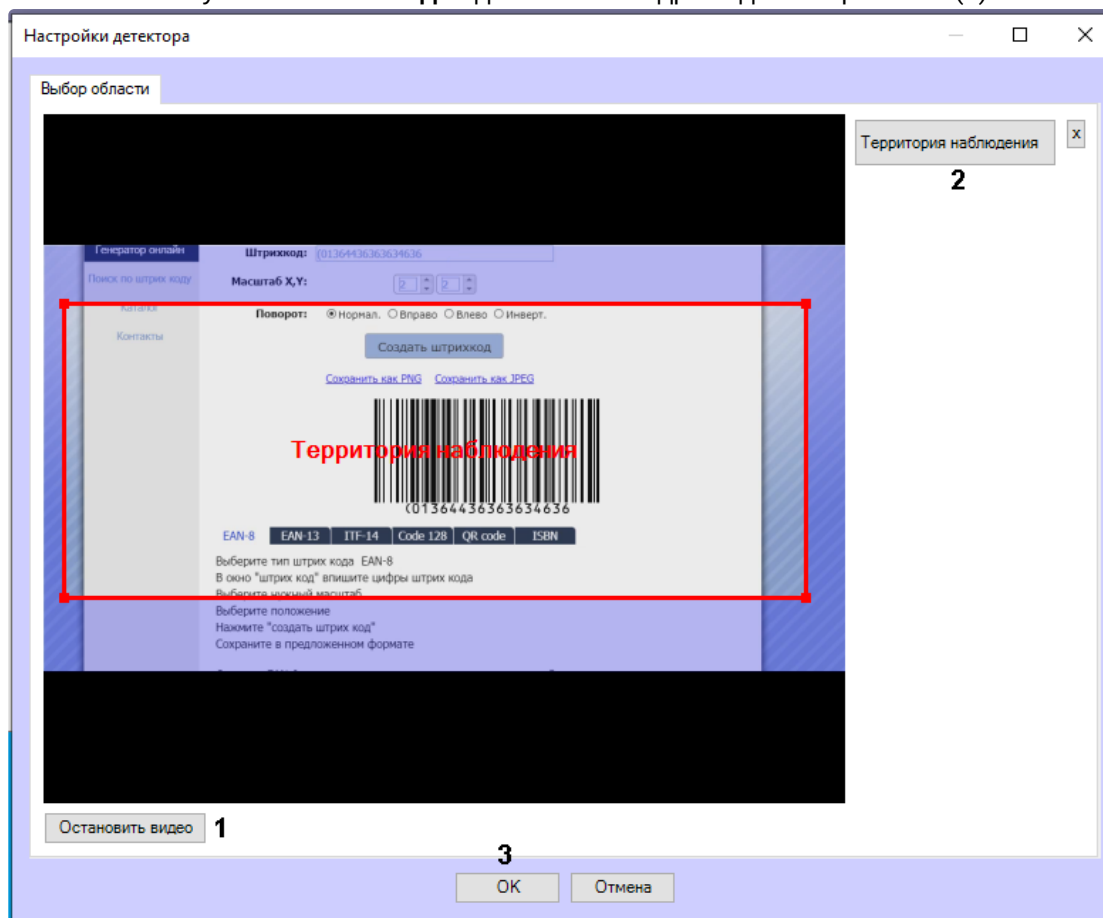 Настройки детектора
Выбор области
Территория наблюдения
x
2
Генератор онлайн
Штрихкод: (01364436363634636
Поиск по штрих коду
Масштаб X,Y: 2 2
Каталог
Поворот: Нормал. Вправо Влево Инверт.
Контакты
Создать штрихкод
Сохранить как PNG Сохранить как JPEG
Территория наблюдения
(01364436363634636
EAN-8 EAN-13 ITF-14 Code 128 QR code ISBN
Выберите тип штрих кода EAN-8
В окно "штрих код" впишите цифры штрих кода
Выберите нужный масштаб
Выберите положение
Нажмите "создать штрих код"
Сохраните в предложенном формате
Остановить видео 1
3
OK Отмена